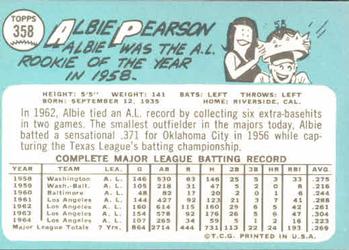 TOPPS
358
ALBIE PEARSON
ALBIE WAS THE A.L.
ROOKIE OF THE YEAR
IN 1958.
HEIGHT: 5'5" WEIGHT: 141 BATS: LEFT THROWS: LEFT
BORN: SEPTEMBER 12, 1935 HOME: RIVERSIDE, CAL.
In 1962, Albie tied an A.L. record by collecting six extra-basehits
in two games. The smallest outfielder in the major today, Albie
batted a sensational .371 for Oklahoma City in 1956 while cap-
turing the Texas League's batting championship.
COMPLETE MAJOR LEAGUE BATTING RECORD
YEAR TEAM LEA. G AB R H 2B 3B HR RBI AVG.
1958 Washington A.L. 146 530 63 146 25 5 3 33 .275
1959 Wash.-Balt. A.L. 105 218 31 47 5 2 0 8 .216
1960 Baltimore A.L. 48 82 17 20 2 0 1 6 .244
1961 Los Angeles A.L. 144 427 92 123 21 3 7 41 .288
1962 Los Angeles A.L. 160 614 115 160 29 6 5 42 .261
1963 Los Angeles A.L. 154 578 92 176 26 5 6 47 .304
1964 Los Angeles A.L. 107 265 34 59 5 1 2 16 .223
Major League Totals 7 Yrs. 864 2714 444 731 113 22 24 193 .269
©T.C.G. PRINTED IN U.S.A.